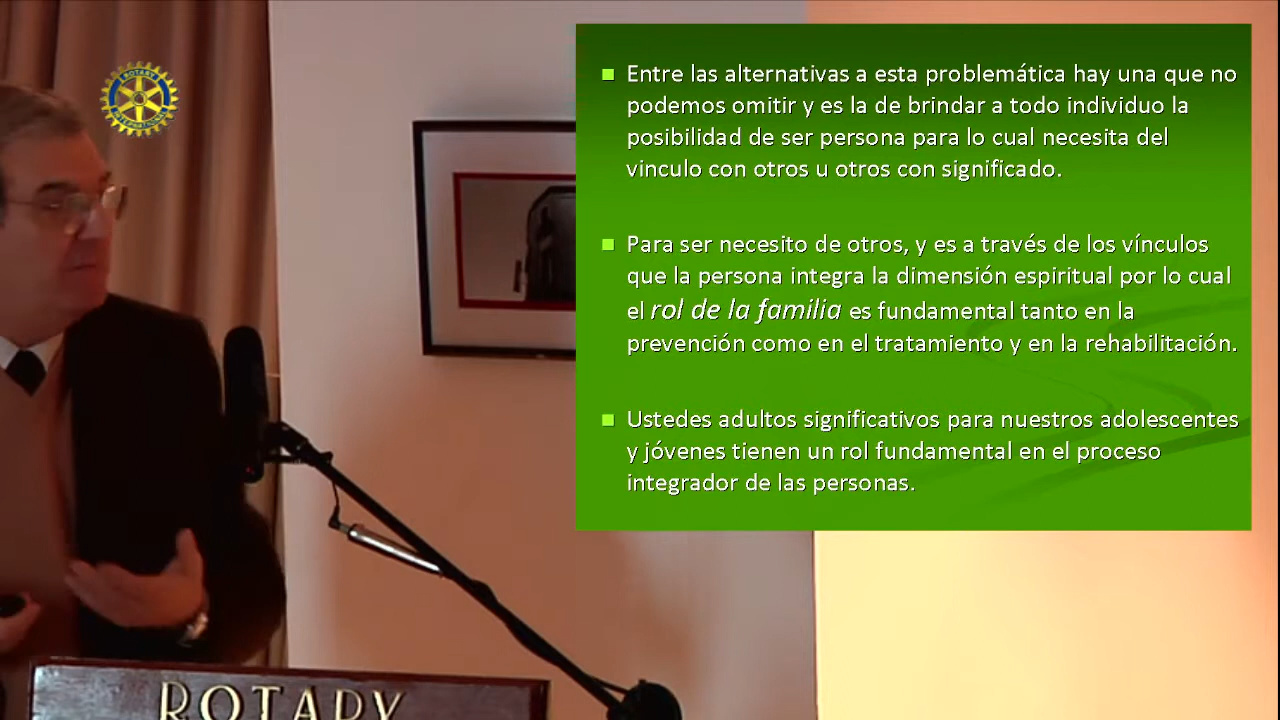 ROTARY
INTERNATIONAL
Entre las alternativas a esta problemática hay una que no
podemos omitir y es la de brindar a todo individuo la
posibilidad de ser persona para lo cual necesita del
vinculo con otros u otros con significado.
Para ser necesito de otros, y es a través de los vínculos
que la persona integra la dimensión espiritual por lo cual
el rol de la familia es fundamental tanto en la
prevención como en el tratamiento y en la rehabilitación.
Ustedes adultos significativos para nuestros adolescentes
y jóvenes tienen un rol fundamental en el proceso
integrador de las personas.
ROTARY